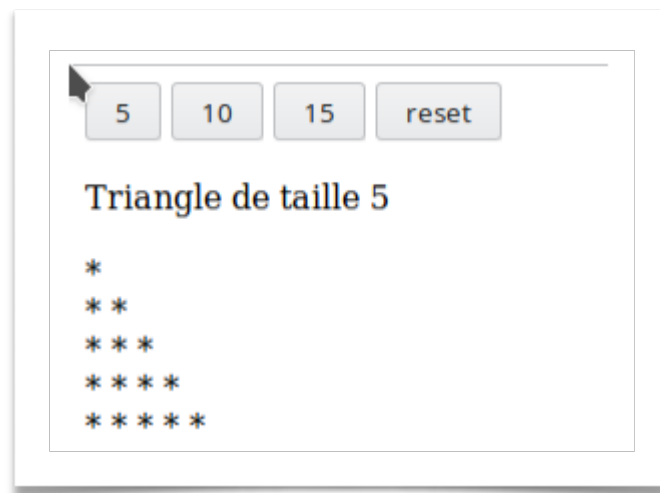 5 10 15 reset
Triangle de taille 5
*
* *
* * *
* * * *
* * * * *